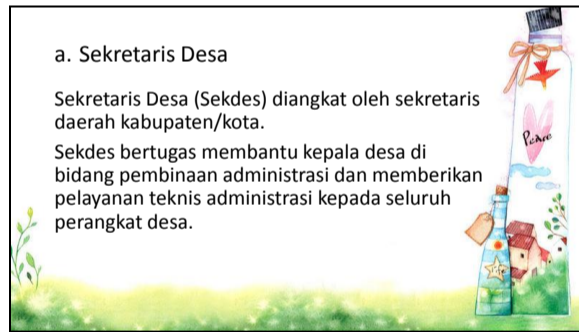 a. Sekretaris Desa
Sekretaris Desa (Sekdes) diangkat oleh sekretaris
daerah kabupaten/kota.
Sekdes bertugas membantu kepala desa di
bidang pembinaan administrasi dan memberikan
pelayanan teknis administrasi kepada seluruh
perangkat desa.
Peace